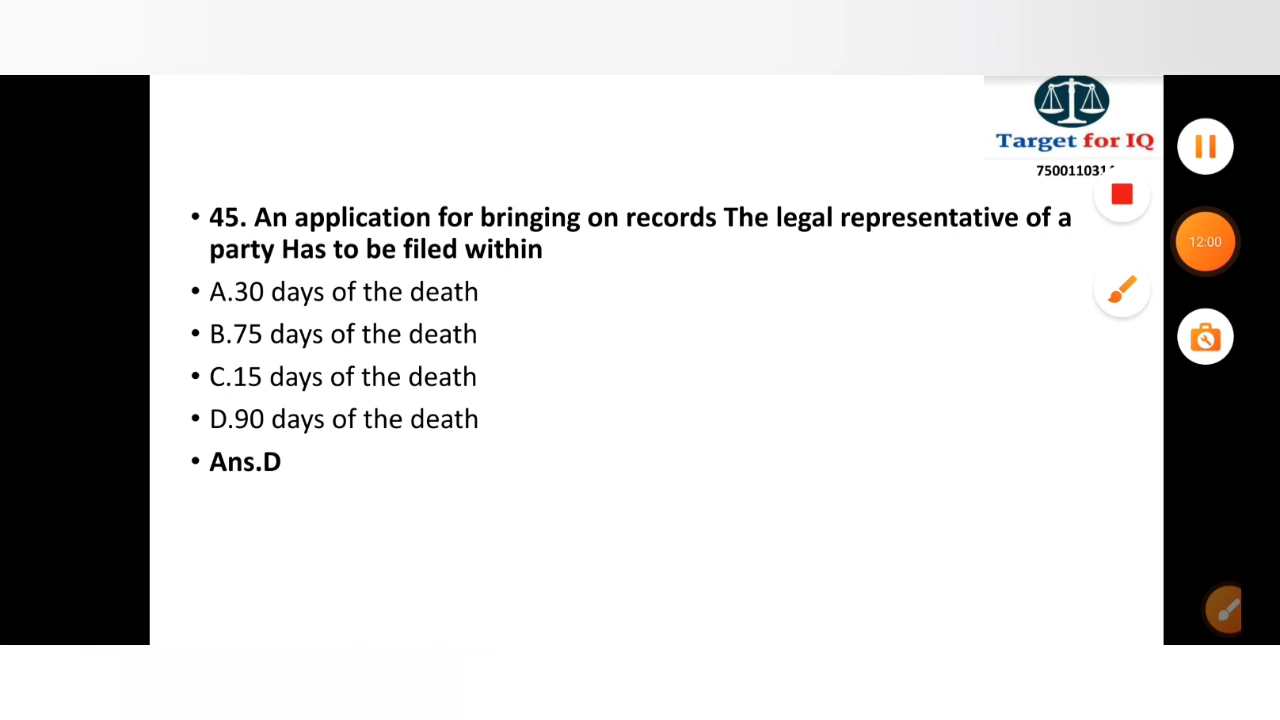 Target for IQ
• 45. An application for bringing on records The legal representative of a
party Has to be filed within
• A.30 days of the death
• B.75 days of the death
• C.15 days of the death
• D.90 days of the death
• Ans.D
12:00